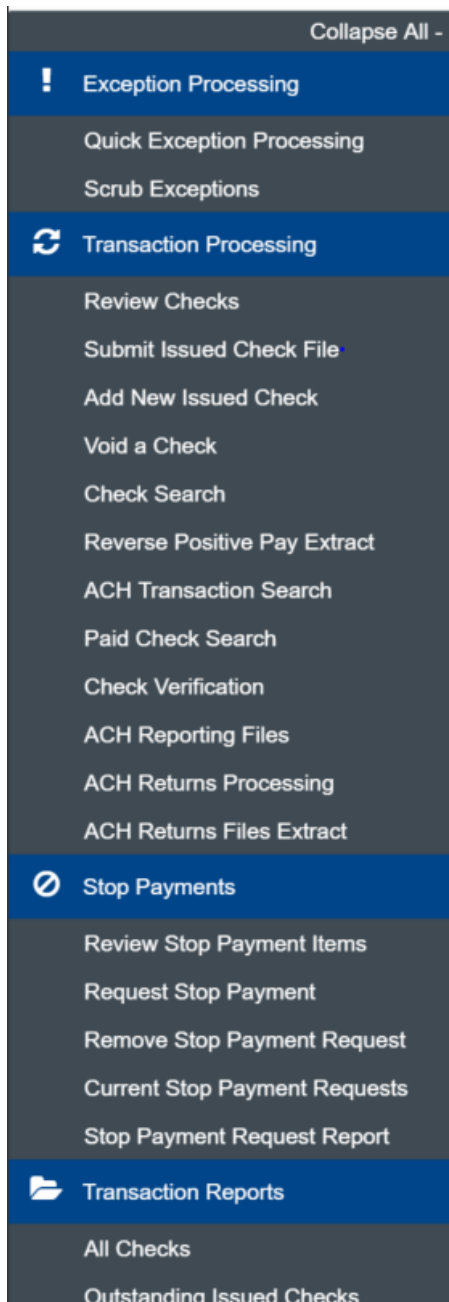 Collapse All -
Exception Processing
Quick Exception Processing
Scrub Exceptions
Transaction Processing
Review Checks
Submit Issued Check File
Add New Issued Check
Void a Check
Check Search
Reverse Positive Pay Extract
ACH Transaction Search
Paid Check Search
Check Verification
ACH Reporting Files
ACH Returns Processing
ACH Returns Files Extract
Stop Payments
Review Stop Payment Items
Request Stop Payment
Remove Stop Payment Request
Current Stop Payment Requests
Stop Payment Request Report
Transaction Reports
All Checks
Outstanding Issued Checks